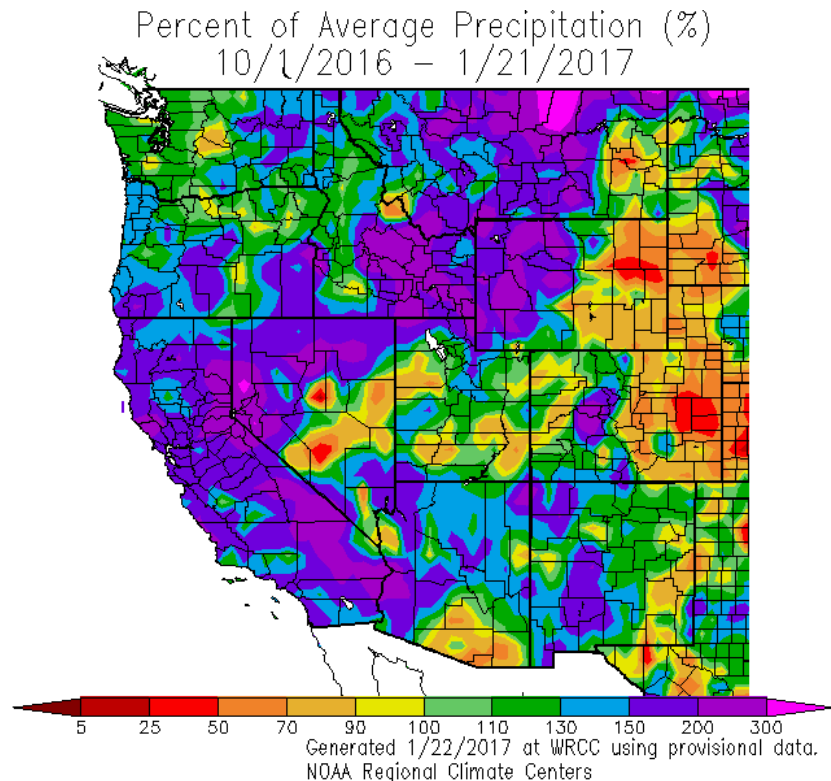 Percent of Average Precipitation (%)
10/1/2016 – 1/21/2017
5 25 50 70 90 100 110 130 150 200 300
Generated 1/22/2017 at WRCC using provisional data.
NOAA Regional Climate Centers